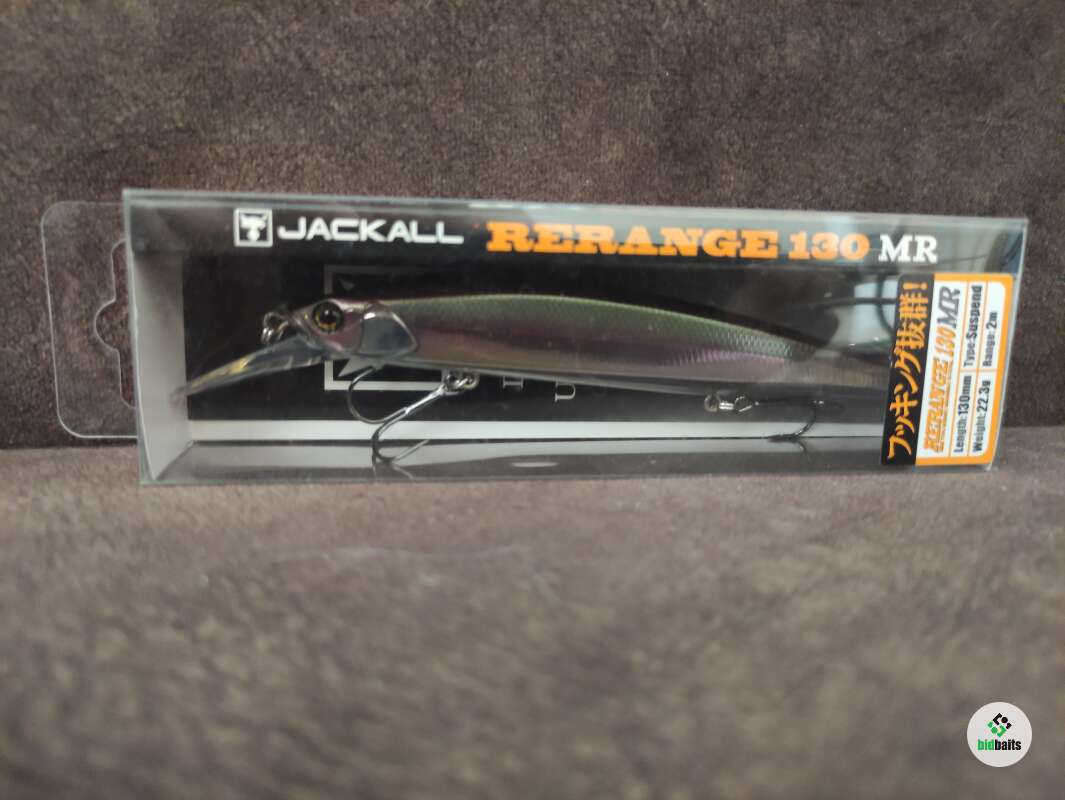 JACKALL RERANGE 130 MR
フッキング抜群!
RERANGE 130 MR
Length:130mm Type:Suspend
Weight:22.3g Range:2m
U
bidbaits